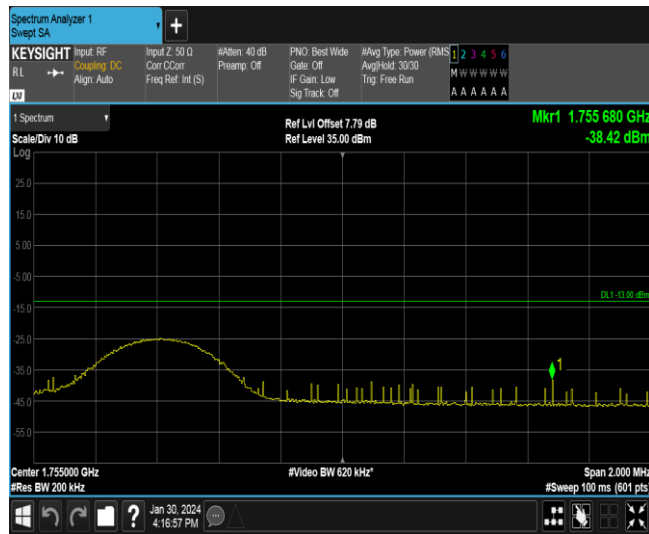 Spectrum Analyzer 1
Swept SA
+
KEYSIGHT
RL
LXI
Input: RF
Coupling: DC
Align: Auto
Input Z: 50 Ω
Corr CCorr
Freq Ref: Int (S)
#Atten: 40 dB
Preamp: Off
PNO: Best Wide
Gate: Off
IF Gain: Low
Sig Track: Off
#Avg Type: Power (RMS
Avg|Hold: 30/30
Trig: Free Run
1 2 3 4 5 6
M W W W W W
A A A A A A
1 Spectrum
Scale/Div 10 dB
Log
Ref Lvl Offset 7.79 dB
Ref Level 35.00 dBm
Mkr1 1.755 680 GHz
-38.42 dBm
25.0
15.0
5.00
-5.00
-15.0
-25.0
-35.0
-45.0
-55.0
DL1 -13.00 dBm
1
Center 1.755000 GHz
#Res BW 200 kHz
#Video BW 620 kHz*
Span 2.000 MHz
#Sweep 100 ms (601 pts
?
Jan 30, 2024
4:16:57 PM